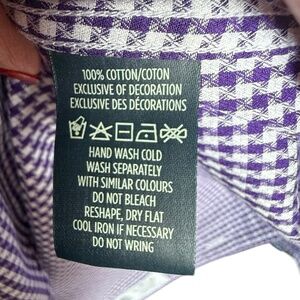 100% COTTON/COTON
EXCLUSIVE OF DECORATION
EXCLUSIVE DES DÉCORATIONS
HAND WASH COLD
WASH SEPARATELY
WITH SIMILAR COLOURS
DO NOT BLEACH
RESHAPE, DRY FLAT
COOL IRON IF NECESSARY
DO NOT WRING